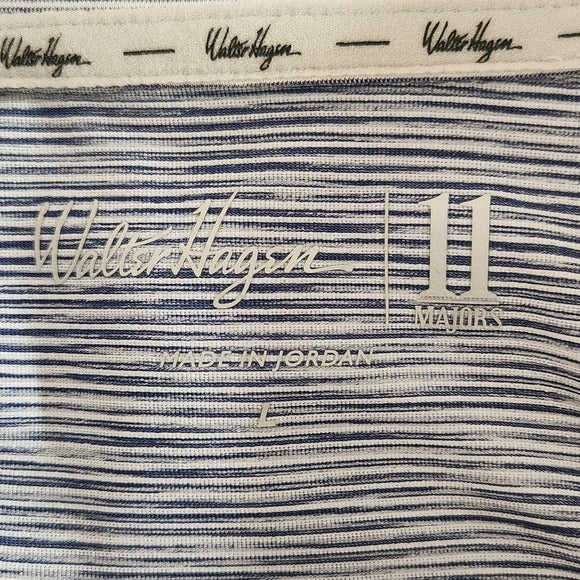 Walter Hagen — Walter Hagen — Walter Hagen —
Walter Hagen | 11
MAJORS
MADE IN JORDAN
L